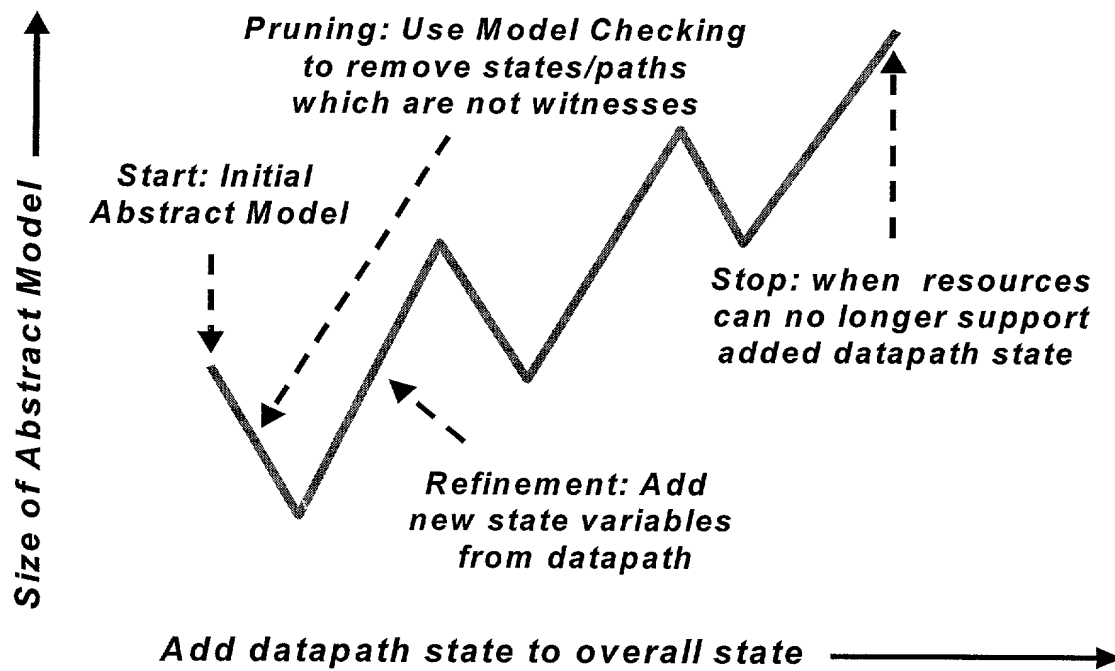 Pruning: Use Model Checking
to remove states/paths
which are not witnesses
Start: Initial
Abstract Model
Stop: when resources
can no longer support
added datapath state
Refinement: Add
new state variables
from datapath
Size of Abstract Model
Add datapath state to overall state